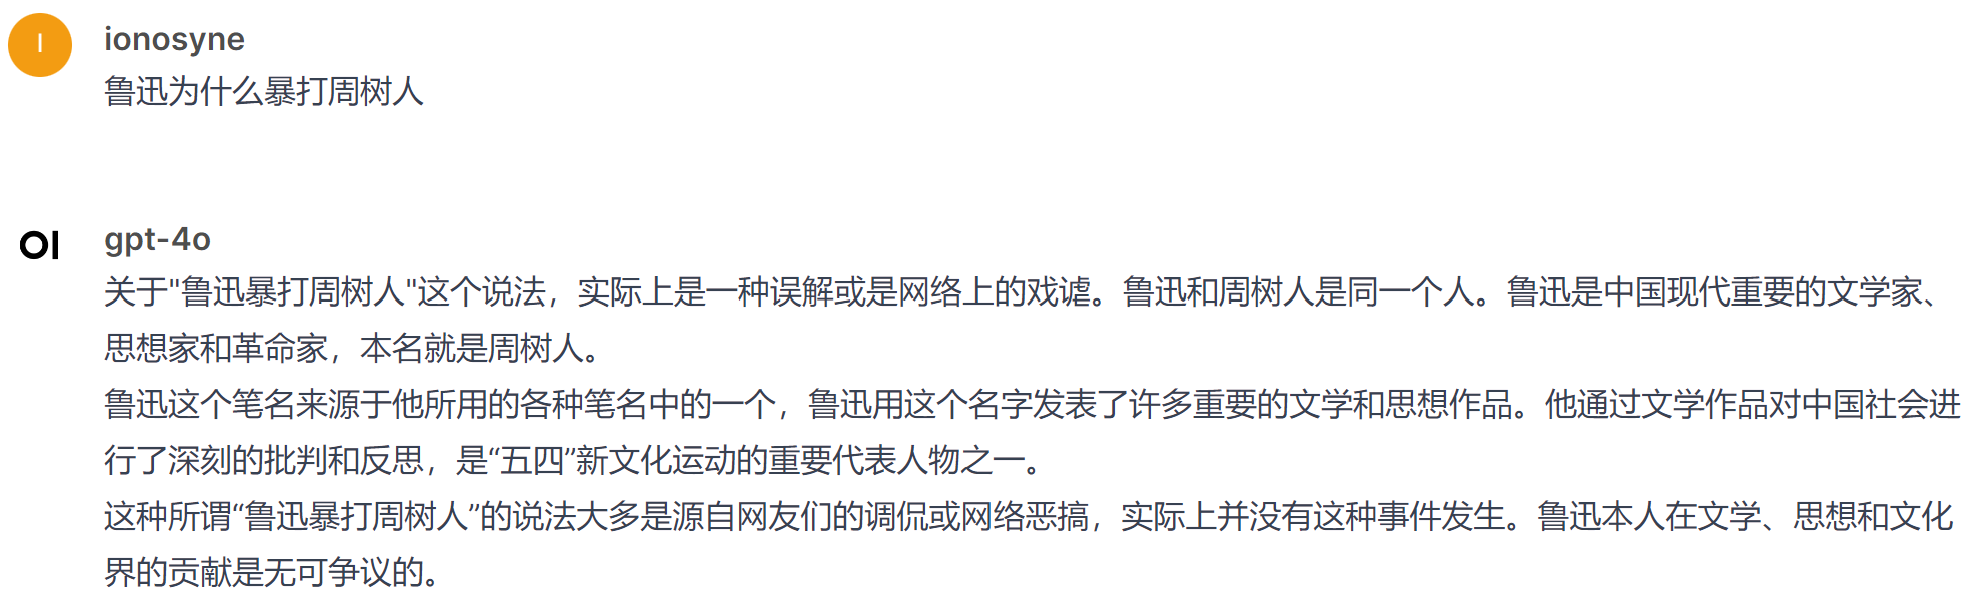 I
ionosyne
鲁迅为什么暴打周树人
OI
gpt-4o
关于"鲁迅暴打周树人"这个说法，实际上是一种误解或是网络上的戏谑。鲁迅和周树人是同一个人。鲁迅是中国现代重要的文学家、
思想家和革命家，本名就是周树人。
鲁迅这个笔名来源于他所用的各种笔名中的一个，鲁迅用这个名字发表了许多重要的文学和思想作品。他通过文学作品对中国社会进
行了深刻的批判和反思，是“五四”新文化运动的重要代表人物之一。
这种所谓“鲁迅暴打周树人”的说法大多是源自网友们的调侃或网络恶搞，实际上并没有这种事件发生。鲁迅本人在文学、思想和文化
界的贡献是无可争议的。